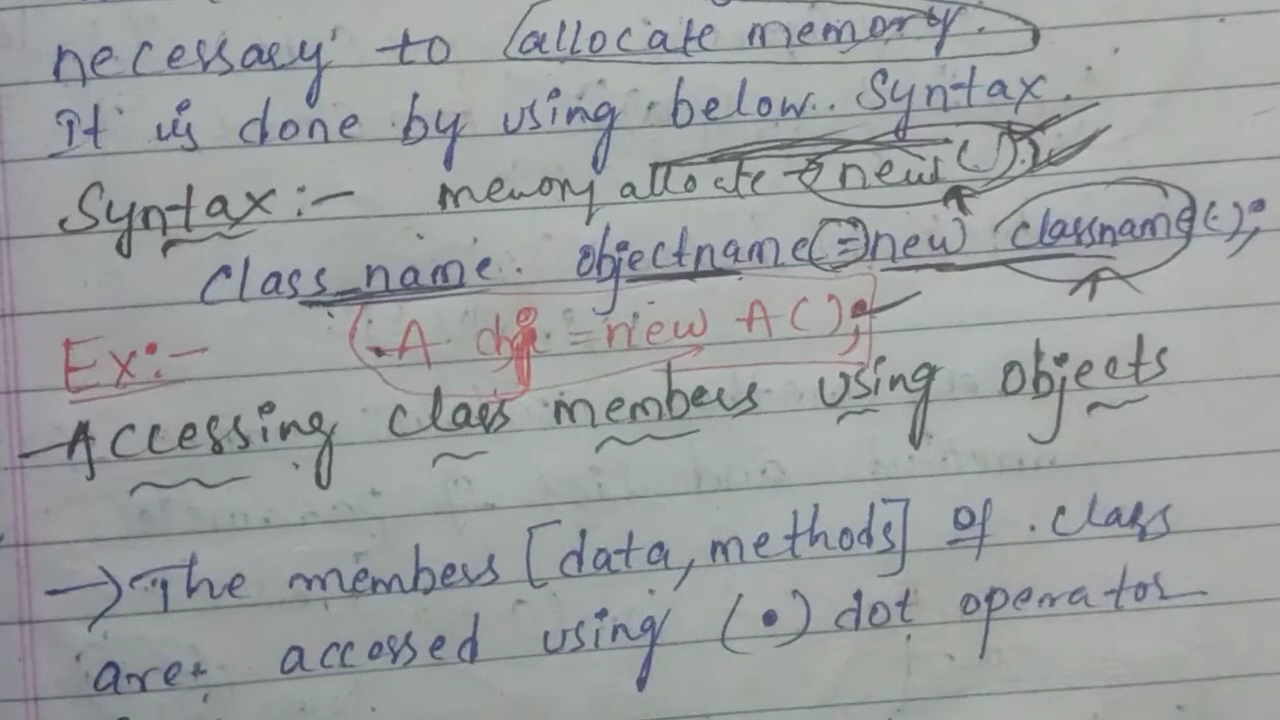 necessary to allocate memory.
It is done by using below.. Syntax.
Syntax:- memory allocate → new();
class_name. objectname = new classname();
Ex:- A = new A();
Accessing class members using objects
→ The members [data, methods] of class
are accessed using (•) dot operator